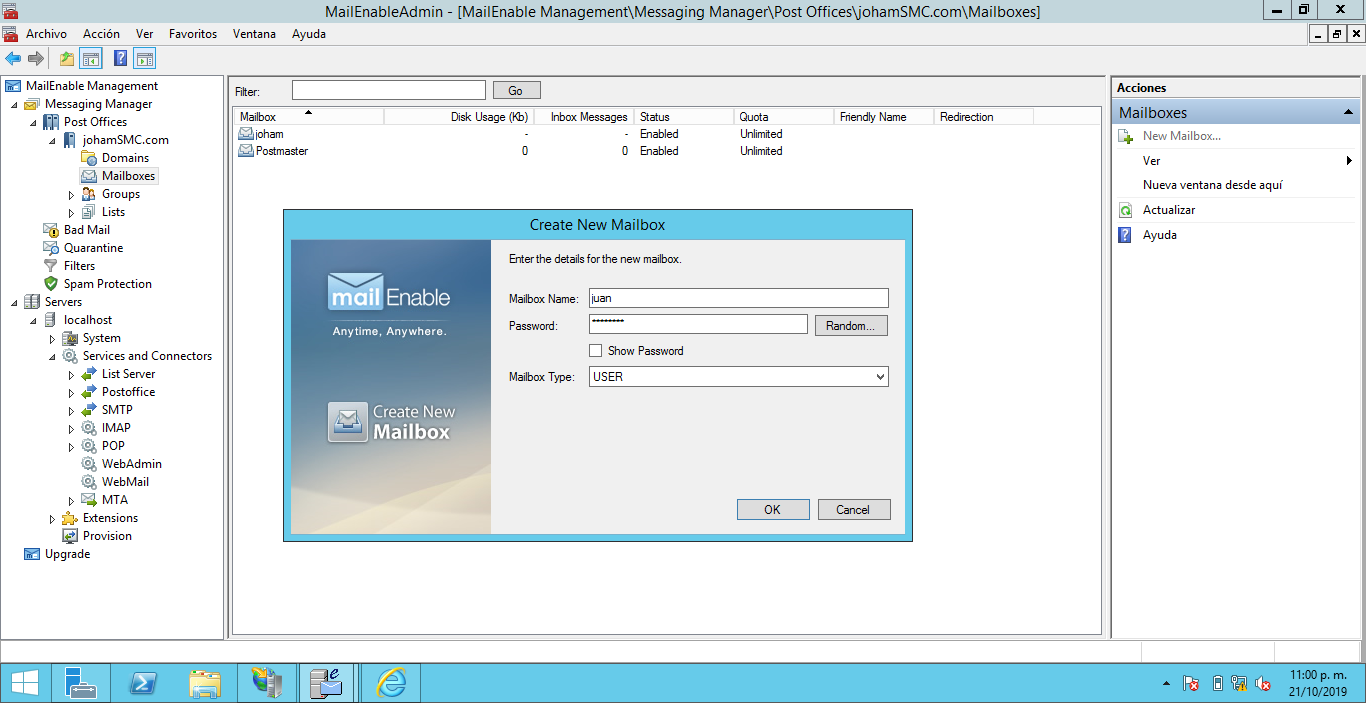 MailEnableAdmin - [MailEnable Management\Messaging Manager\Post Offices\johamSMC.com\Mailboxes]
Archivo Acción Ver Favoritos Ventana Ayuda
MailEnable Management
Messaging Manager
Post Offices
johamSMC.com
Domains
Mailboxes
Groups
Lists
Bad Mail
Quarantine
Filters
Spam Protection
Servers
localhost
System
Services and Connectors
List Server
Postoffice
SMTP
IMAP
POP
WebAdmin
WebMail
MTA
Extensions
Provision
Upgrade
Filter: Go
Mailbox Disk Usage (Kb) Inbox Messages Status Quota Friendly Name Redirection
joham - - Enabled Unlimited
Postmaster 0 0 Enabled Unlimited
Create New Mailbox
mail Enable
Anytime, Anywhere.
Create New
Mailbox
Enter the details for the new mailbox.
Mailbox Name: juan
Password: ******** Random...
Show Password
Mailbox Type: USER
OK Cancel
Acciones
Mailboxes
New Mailbox...
Ver
Nueva ventana desde aquí
Actualizar
Ayuda
11:00 p. m.
21/10/2019